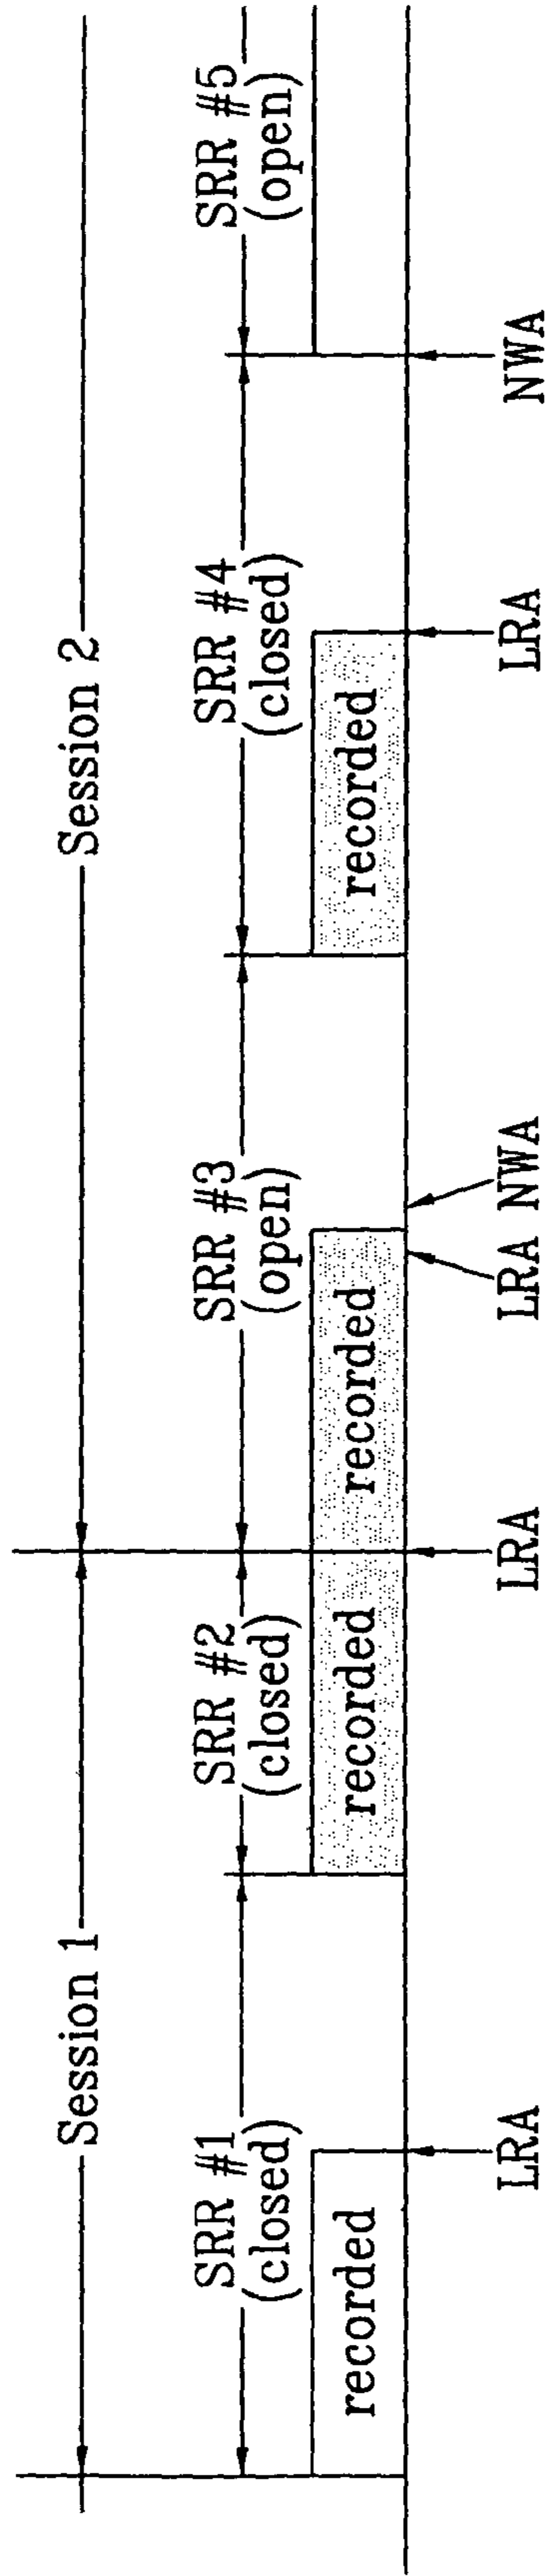 Session 1
Session 2
SRR #1
(closed)
SRR #2
(closed)
SRR #3
(open)
SRR #4
(closed)
SRR #5
(open)
recorded
recorded
recorded
recorded
LRA
LRA
LRA
NWA
LRA
NWA